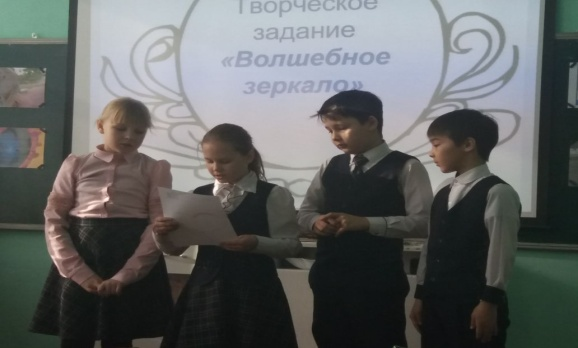 Творческое
задание
«Волшебное
зеркало»